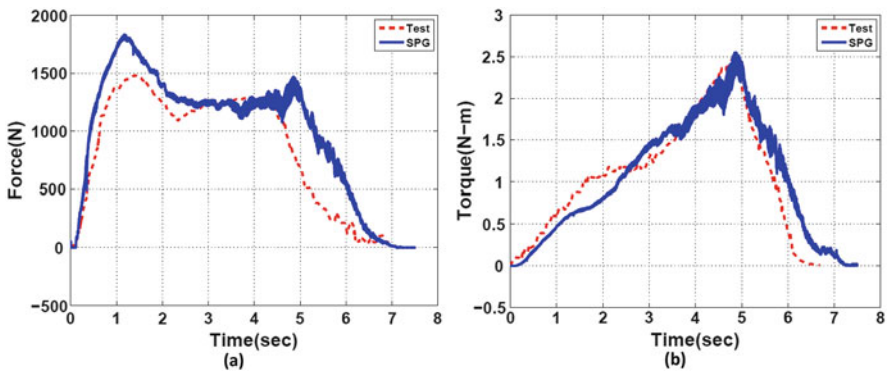 2000
1500
1000
500
0
−500
Force(N)
Test
SPG
0 1 2 3 4 5 6 7 8
Time(sec)
(a)
3
2.5
2
1.5
1
0.5
0
−0.5
Torque(N−m)
Test
SPG
0 1 2 3 4 5 6 7 8
Time(sec)
(b)